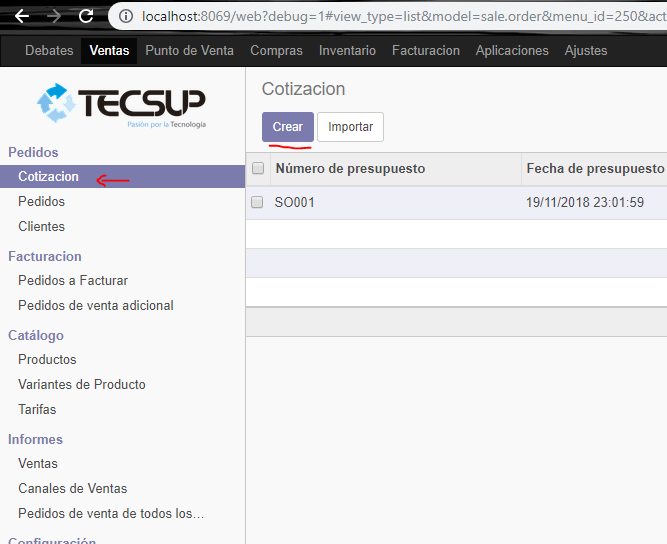 localhost:8069/web?debug=1#view_type=list&model=sale.order&menu_id=250&act
Debates Ventas Punto de Venta Compras Inventario Facturacion Aplicaciones Ajustes
TECSUP
Pasión por la Tecnología
Pedidos
Cotizacion
Pedidos
Clientes
Facturacion
Pedidos a Facturar
Pedidos de venta adicional
Catálogo
Productos
Variantes de Producto
Tarifas
Informes
Ventas
Canales de Ventas
Pedidos de venta de todos los...
Configuración
Cotizacion
Crear Importar
Número de presupuesto Fecha de presupuesto
SO001 19/11/2018 23:01:59